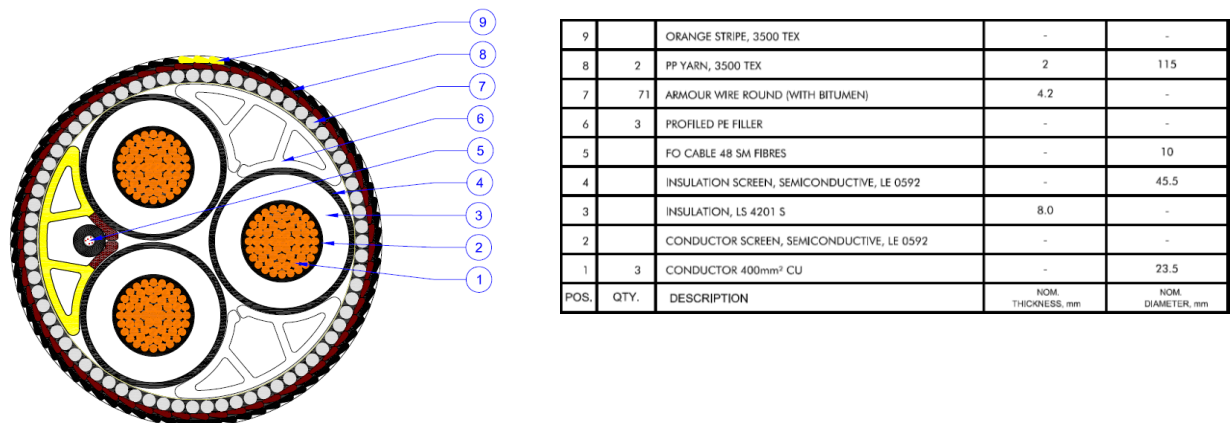 9
8
7
6
5
4
3
2
1
9 ORANGE STRIPE, 3500 TEX - -
8 2 PP YARN, 3500 TEX 2 115
7 71 ARMOUR WIRE ROUND (WITH BITUMEN) 4.2 -
6 3 PROFILED PE FILLER
5 FO CABLE 48 SM FIBRES - 10
4 INSULATION SCREEN, SEMICONDUCTIVE, LE 0592 - 45.5
3 INSULATION, LS 4201 S 8.0 -
2 CONDUCTOR SCREEN, SEMICONDUCTIVE, LE 0592 - -
1 3 CONDUCTOR 400mm² CU - 23.5
POS. QTY. DESCRIPTION NOM. THICKNESS, mm NOM. DIAMETER, mm